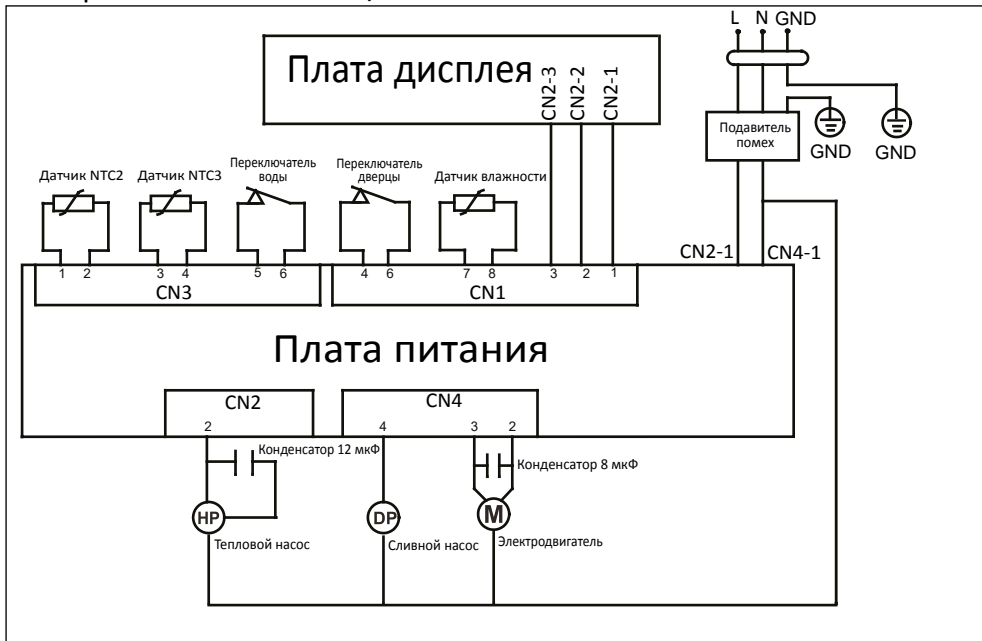 L N GND
Плата дисплея
CN2-3
CN2-2
CN2-1
Подавитель
помех
GND
GND
Датчик NTC2
Датчик NTC3
Переключатель
воды
Переключатель
дверцы
Датчик влажности
CN2-1
CN4-1
1 2 3 4 5 6 4 6 7 8 3 2 1
CN3
CN1
Плата питания
CN2
CN4
2 4 3 2
Конденсатор 12 мкФ
Конденсатор 8 мкФ
HP
DP
M
Тепловой насос
Сливной насос
Электродвигатель